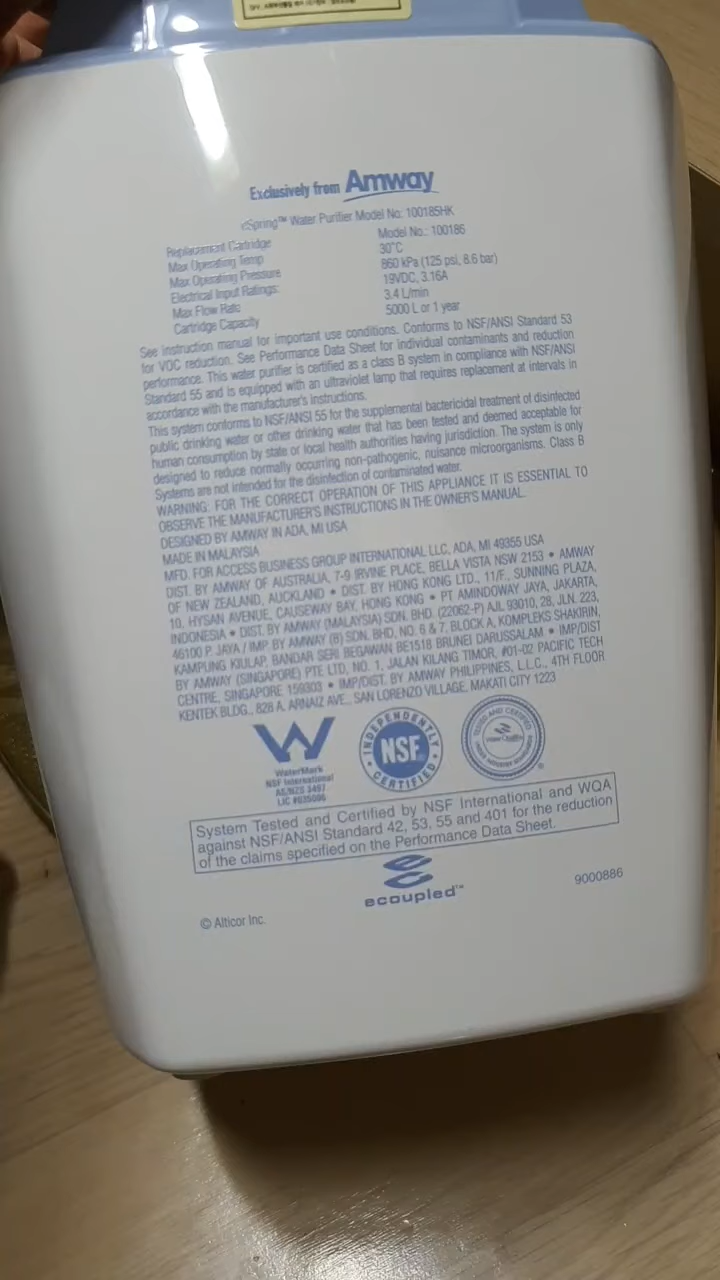 Exclusively from Amway
eSpring™ Water Purifier Model No: 100185HK
Replacement Cartridge Model No.: 100186
Max Operating Temp 30°C
Max Operating Pressure 860 kPa (125 psi, 8.6 bar)
Electrical Input Ratings: 19VDC, 3.16A
Max Flow Rate 3.4 L/min
Cartridge Capacity 5000 L or 1 year
See instruction manual for important use conditions. Conforms to NSF/ANSI Standard 53
for VOC reduction. See Performance Data Sheet for individual contaminants and reduction
performance. This water purifier is certified as a class B system in compliance with NSF/ANSI
Standard 55 and is equipped with an ultraviolet lamp that requires replacement at intervals in
accordance with the manufacturer's instructions.
This system conforms to NSF/ANSI 55 for the supplemental bactericidal treatment of disinfected
public drinking water or other drinking water that has been tested and deemed acceptable for
human consumption by state or local health authorities having jurisdiction. The system is only
designed to reduce normally occurring non-pathogenic, nuisance microorganisms. Class B
Systems are not intended for the disinfection of contaminated water.
WARNING: FOR THE CORRECT OPERATION OF THIS APPLIANCE IT IS ESSENTIAL TO
OBSERVE THE MANUFACTURER'S INSTRUCTIONS IN THE OWNER'S MANUAL.
DESIGNED BY AMWAY IN ADA, MI USA
MADE IN MALAYSIA
MFD. FOR ACCESS BUSINESS GROUP INTERNATIONAL LLC, ADA, MI 49355 USA
DIST. BY AMWAY OF AUSTRALIA, 7-9 IRVINE PLACE, BELLA VISTA NSW 2153 • AMWAY
OF NEW ZEALAND, AUCKLAND • DIST. BY HONG KONG LTD., 11/F., SUNNING PLAZA,
10, HYSAN AVENUE, CAUSEWAY BAY, HONG KONG • PT AMINDOWAY JAYA, JAKARTA,
INDONESIA • DIST. BY AMWAY (MALAYSIA) SDN. BHD. (22062-P) AJL 93010, 28, JLN. 223,
46100 P. JAYA / IMP. BY AMWAY (B) SDN. BHD, NO. 6 & 7, BLOCK A, KOMPLEKS SHAKIRIN,
KAMPUNG KIULAP, BANDAR SERI BEGAWAN BE1518 BRUNEI DARUSSALAM • IMP/DIST
BY AMWAY (SINGAPORE) PTE LTD, NO. 1, JALAN KILANG TIMOR, #01-02 PACIFIC TECH
CENTRE, SINGAPORE 159303 • IMP/DIST. BY AMWAY PHILIPPINES, L.L.C., 4TH FLOOR
KENTEK BLDG., 828 A. ARNAIZ AVE., SAN LORENZO VILLAGE, MAKATI CITY 1223
WaterMark
NSF International
AS/NZS 3497
INDEPENDENTLY
NSF
CERTIFIED
TESTED AND CERTIFIED
System Tested and Certified by NSF International and WQA
against NSF/ANSI Standard 42, 53, 55 and 401 for the reduction
of the claims specified on the Performance Data Sheet.
ecoupled™
9000886
© Alticor Inc.